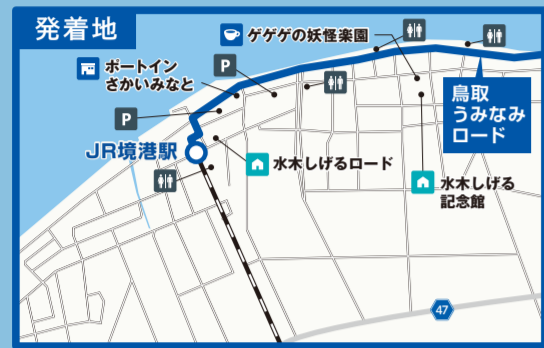 発着地
ゲゲゲの妖怪楽園
ポートイン
さかいみなと
P
P
鳥取
うみなみ
ロード
JR境港駅
水木しげるロード
水木しげる
記念館
47